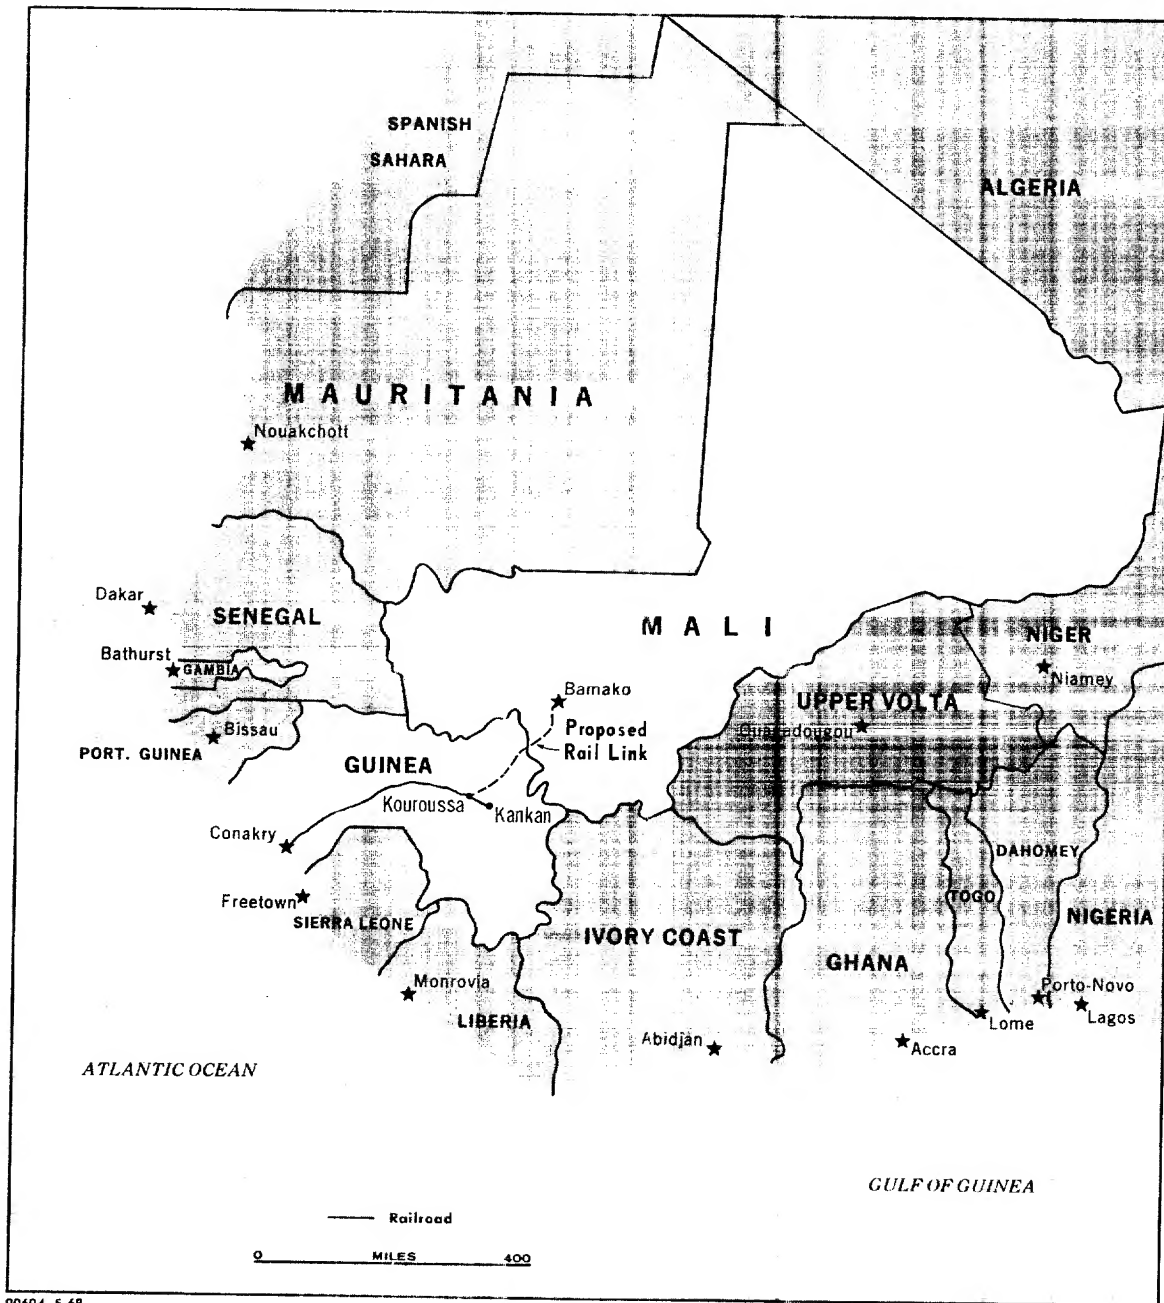 SPANISH
SAHARA
ALGERIA
MAURITANIA
Nouakchott
Dakar
SENEGAL
MALI
NIGER
Bathurst
GAMBIA
Niamey
Bamako
UPPER VOLTA
Bissau
Proposed
Rail Link
Ouagadougou
PORT. GUINEA
GUINEA
Kouroussa
Kankan
Conakry
DAHOMEY
Freetown
TOGO
SIERRA LEONE
NIGERIA
IVORY COAST
GHANA
Monrovia
Porto-Novo
LIBERIA
Lome
Lagos
Abidjan
Accra
ATLANTIC OCEAN
GULF OF GUINEA
Railroad
0 MILES 400